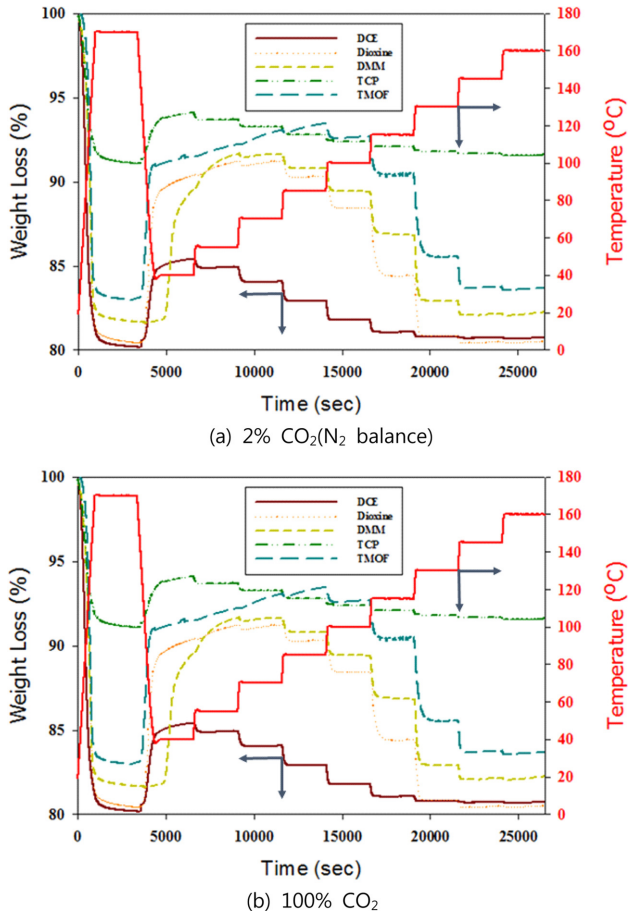 180
100
DCE
160
Dioxine
DMM
140
TCP
95
TMOF
120
Weight Loss (%)
100
Temperature (°C)
90
80
60
85
40
20
80
0
0 5000 10000 15000 20000 25000
Time (sec)
(a) 2% CO₂(N₂ balance)
100
180
DCE
160
Dioxine
DMM
140
TCP
95
TMOF
120
Weight Loss (%)
100
Temperature (°C)
90
80
60
85
40
20
80
0
0 5000 10000 15000 20000 25000
Time (sec)
(b) 100% CO₂